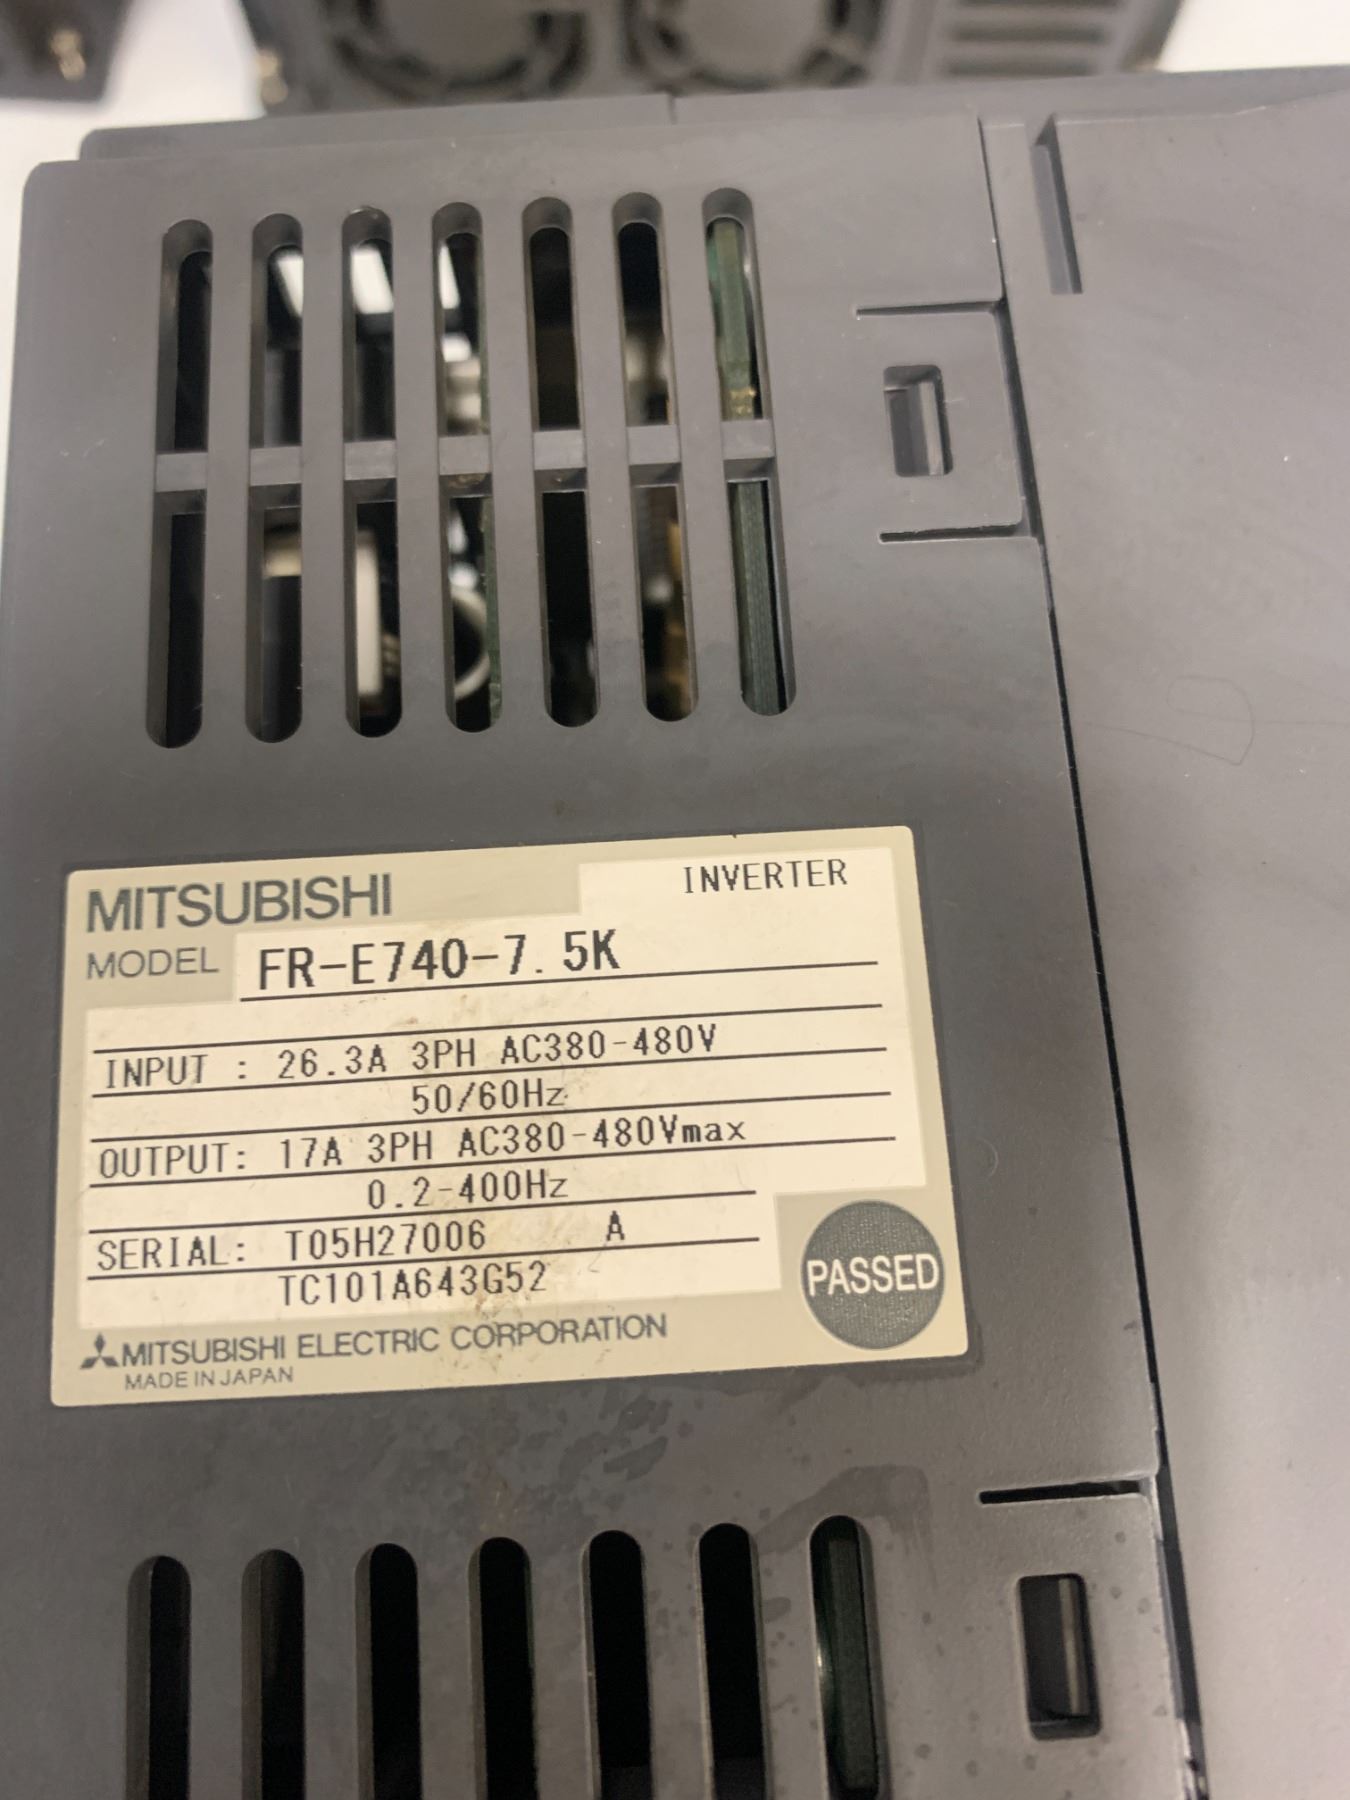 MITSUBISHI INVERTER
MODEL FR-E740-7.5K
INPUT : 26.3A 3PH AC380-480V
50/60Hz
OUTPUT: 17A 3PH AC380-480Vmax
0.2-400Hz
SERIAL: T05H27006 A
TC101A643G52
PASSED
MITSUBISHI ELECTRIC CORPORATION
MADE IN JAPAN